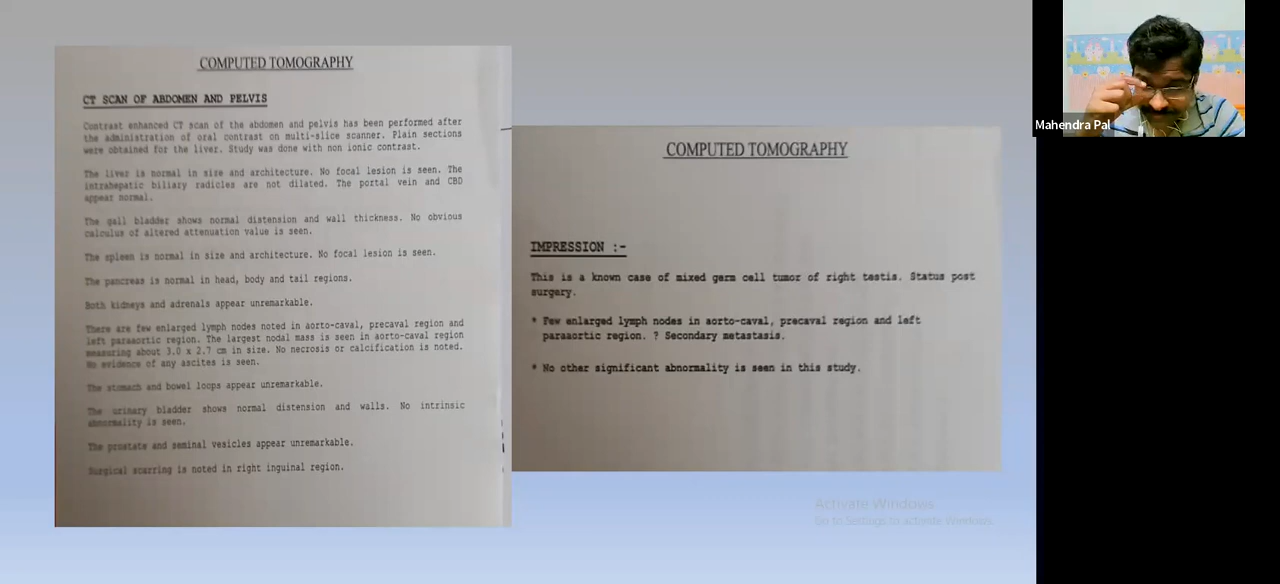 COMPUTED TOMOGRAPHY
CT SCAN OF ABDOMEN AND PELVIS
Contrast enhanced CT scan of the abdomen and pelvis has been performed after
the administration of oral contrast on multi-slice scanner. Plain sections
were obtained for the liver. Study was done with non ionic contrast.
The liver is normal in size and architecture. No focal lesion is seen. The
intrahepatic biliary radicles are not dilated. The portal vein and CBD
appear normal.
The gall bladder shows normal distension and wall thickness. No obvious
calculus of altered attenuation value is seen.
The spleen is normal in size and architecture. No focal lesion is seen.
The pancreas is normal in head, body and tail regions.
Both kidneys and adrenals appear unremarkable.
There are few enlarged lymph nodes noted in aorto-caval, precaval region and
left paraaortic region. The largest nodal mass is seen in aorto-caval region
measuring about 3.0 x 2.7 cm in size. No necrosis or calcification is noted.
No evidence of any ascites is seen.
The stomach and bowel loops appear unremarkable.
The urinary bladder shows normal distension and walls. No intrinsic
abnormality is seen.
The prostate and seminal vesicles appear unremarkable.
Surgical scarring is noted in right inguinal region.
COMPUTED TOMOGRAPHY
IMPRESSION :-
This is a known case of mixed germ cell tumor of right testis. Status post
surgery.
* Few enlarged lymph nodes in aorto-caval, precaval region and left
paraaortic region. ? Secondary metastasis.
* No other significant abnormality is seen in this study.
Activate Windows
Go to Settings to activate Windows.
Mahendra Pal